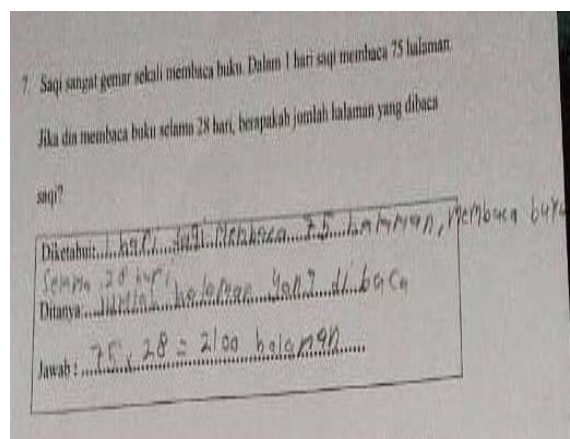 7. Saqi sangat gemar sekali membaca buku. Dalam 1 hari saqi membaca 75 halaman.
Jika dia membaca buku selama 28 hari, berapakah jumlah halaman yang dibaca
saqi?
Diketahui: 1 hari saqi membaca 75 halaman, membaca buku
selama 28 hari
Ditanya: jumlah halaman yang dibaca
Jawab : 75 x 28 = 2100 halaman